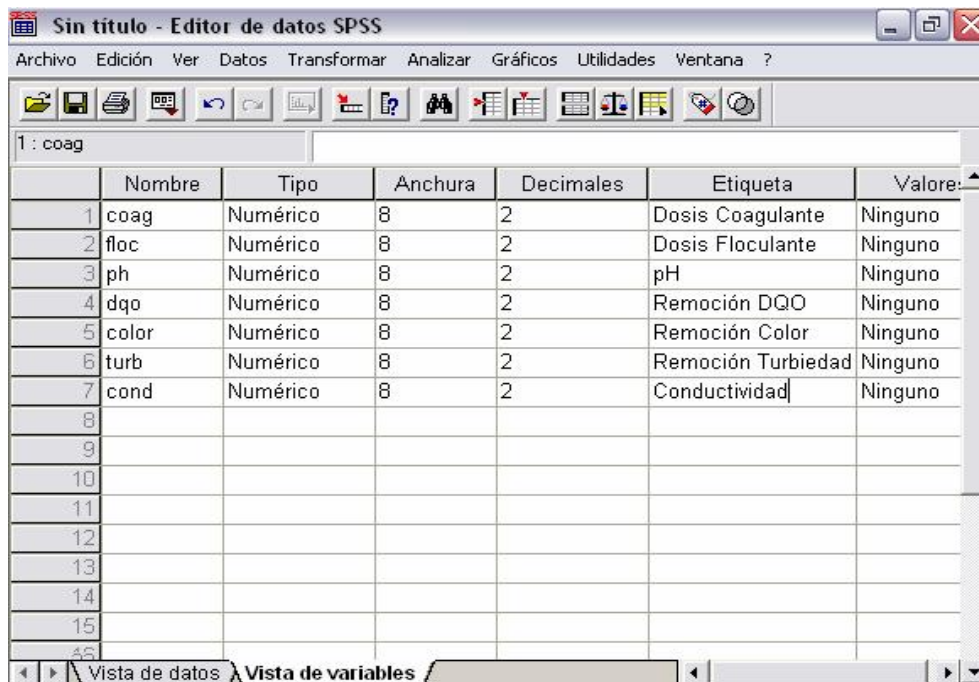 Sin título - Editor de datos SPSS
Archivo Edición Ver Datos Transformar Analizar Gráficos Utilidades Ventana ?
1 : coag
Nombre Tipo Anchura Decimales Etiqueta Valore
1 coag Numérico 8 2 Dosis Coagulante Ninguno
2 floc Numérico 8 2 Dosis Floculante Ninguno
3 ph Numérico 8 2 pH Ninguno
4 dqo Numérico 8 2 Remoción DQO Ninguno
5 color Numérico 8 2 Remoción Color Ninguno
6 turb Numérico 8 2 Remoción Turbiedad Ninguno
7 cond Numérico 8 2 Conductividad Ninguno
8
9
10
11
12
13
14
15
Vista de datos Vista de variables